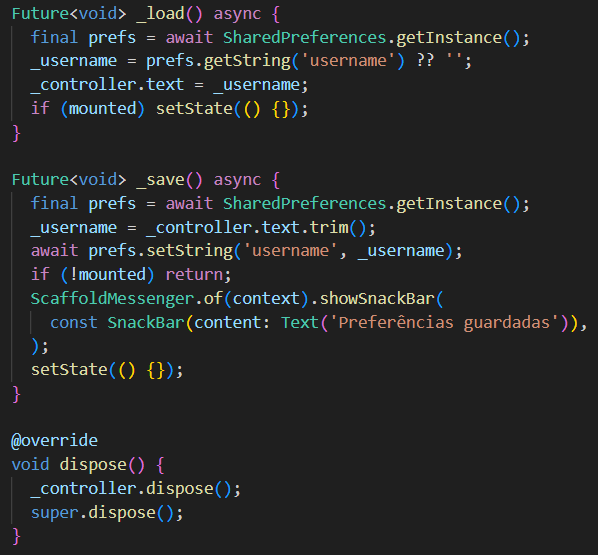 Future<void> _load() async {
  final prefs = await SharedPreferences.getInstance();
  _username = prefs.getString('username') ?? '';
  _controller.text = _username;
  if (mounted) setState(() {});
}

Future<void> _save() async {
  final prefs = await SharedPreferences.getInstance();
  _username = _controller.text.trim();
  await prefs.setString('username', _username);
  if (!mounted) return;
  ScaffoldMessenger.of(context).showSnackBar(
    const SnackBar(content: Text('Preferências guardadas')),
  );
  setState(() {});
}

@override
void dispose() {
  _controller.dispose();
  super.dispose();
}